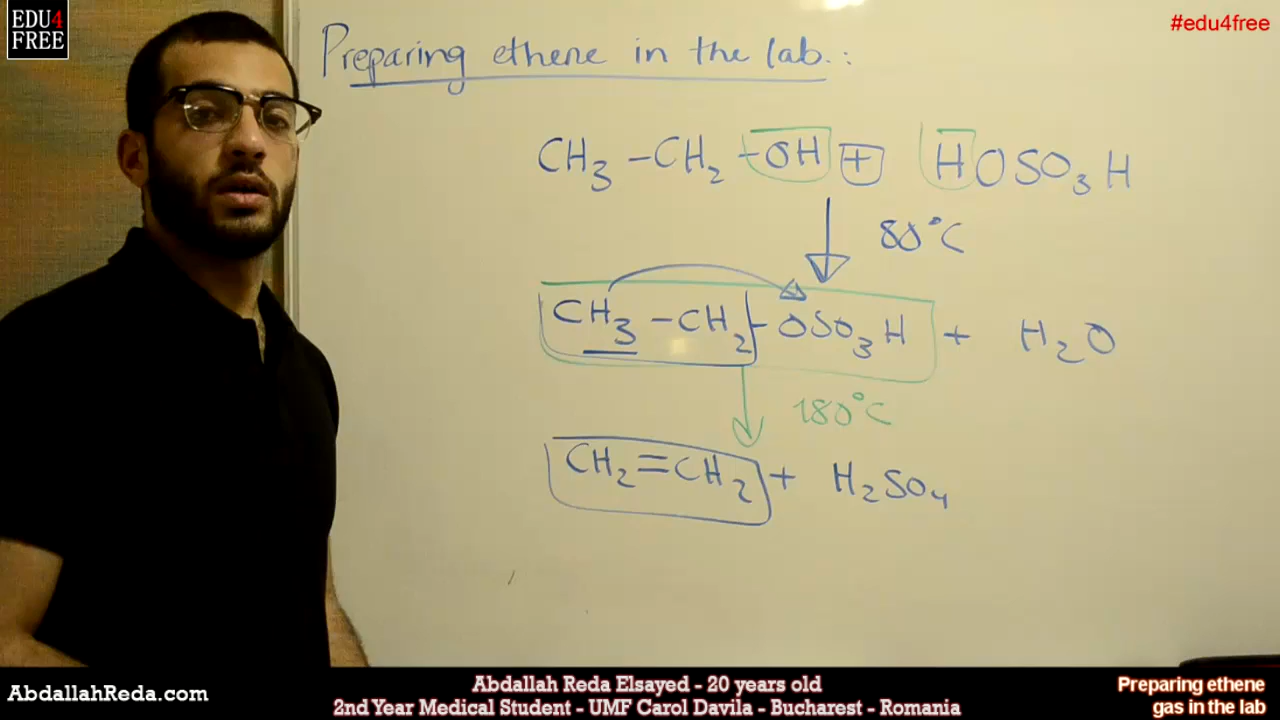 EDU4
FREE
#edu4free
Preparing ethene in the lab.:
CH3 - CH2 - OH + HOSO3H
80°C
CH3 - CH2 - OSO3H + H2O
180°C
CH2=CH2 + H2SO4
AbdallahReda.com
Abdallah Reda Elsayed - 20 years old
2nd Year Medical Student - UMF Carol Davila - Bucharest - Romania
Preparing ethene
gas in the lab